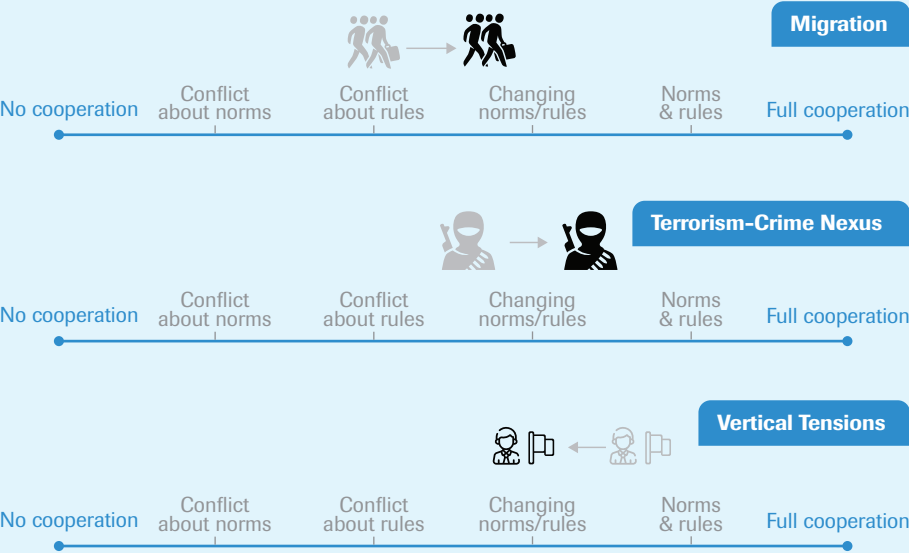 Migration
No cooperation
Conflict
about norms
Conflict
about rules
Changing
norms/rules
Norms
& rules
Full cooperation
Terrorism-Crime Nexus
No cooperation
Conflict
about norms
Conflict
about rules
Changing
norms/rules
Norms
& rules
Full cooperation
Vertical Tensions
No cooperation
Conflict
about norms
Conflict
about rules
Changing
norms/rules
Norms
& rules
Full cooperation